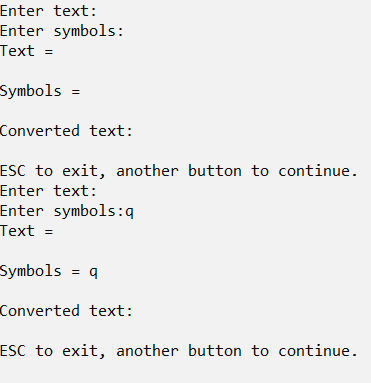 Enter text:
Enter symbols:
Text =
Symbols =
Converted text:
ESC to exit, another button to continue.
Enter text:
Enter symbols:q
Text =
Symbols = q
Converted text:
ESC to exit, another button to continue.